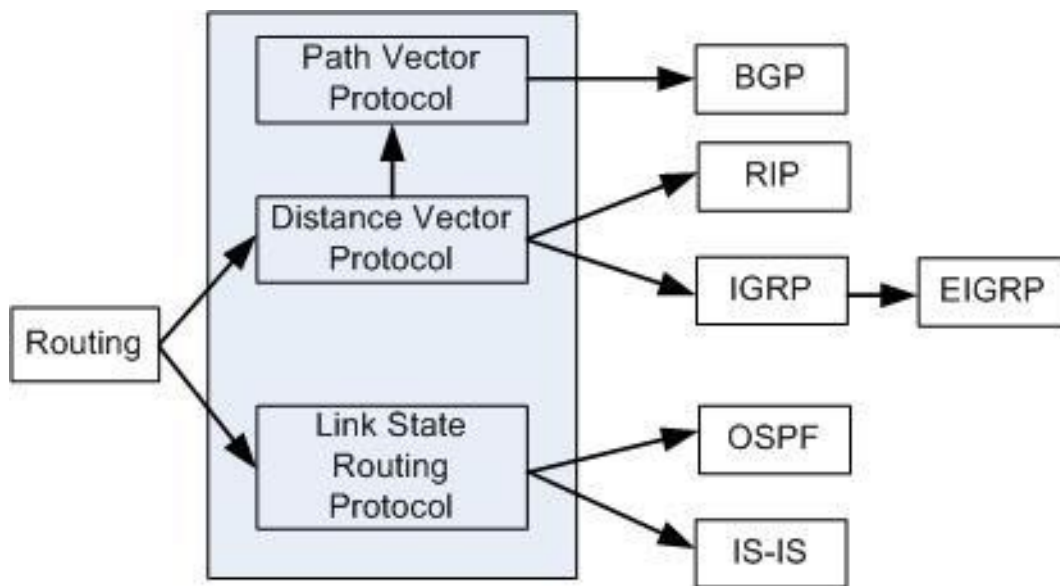 Path Vector
Protocol
BGP
RIP
Distance Vector
Protocol
IGRP
EIGRP
Routing
Link State
Routing
Protocol
OSPF
IS-IS